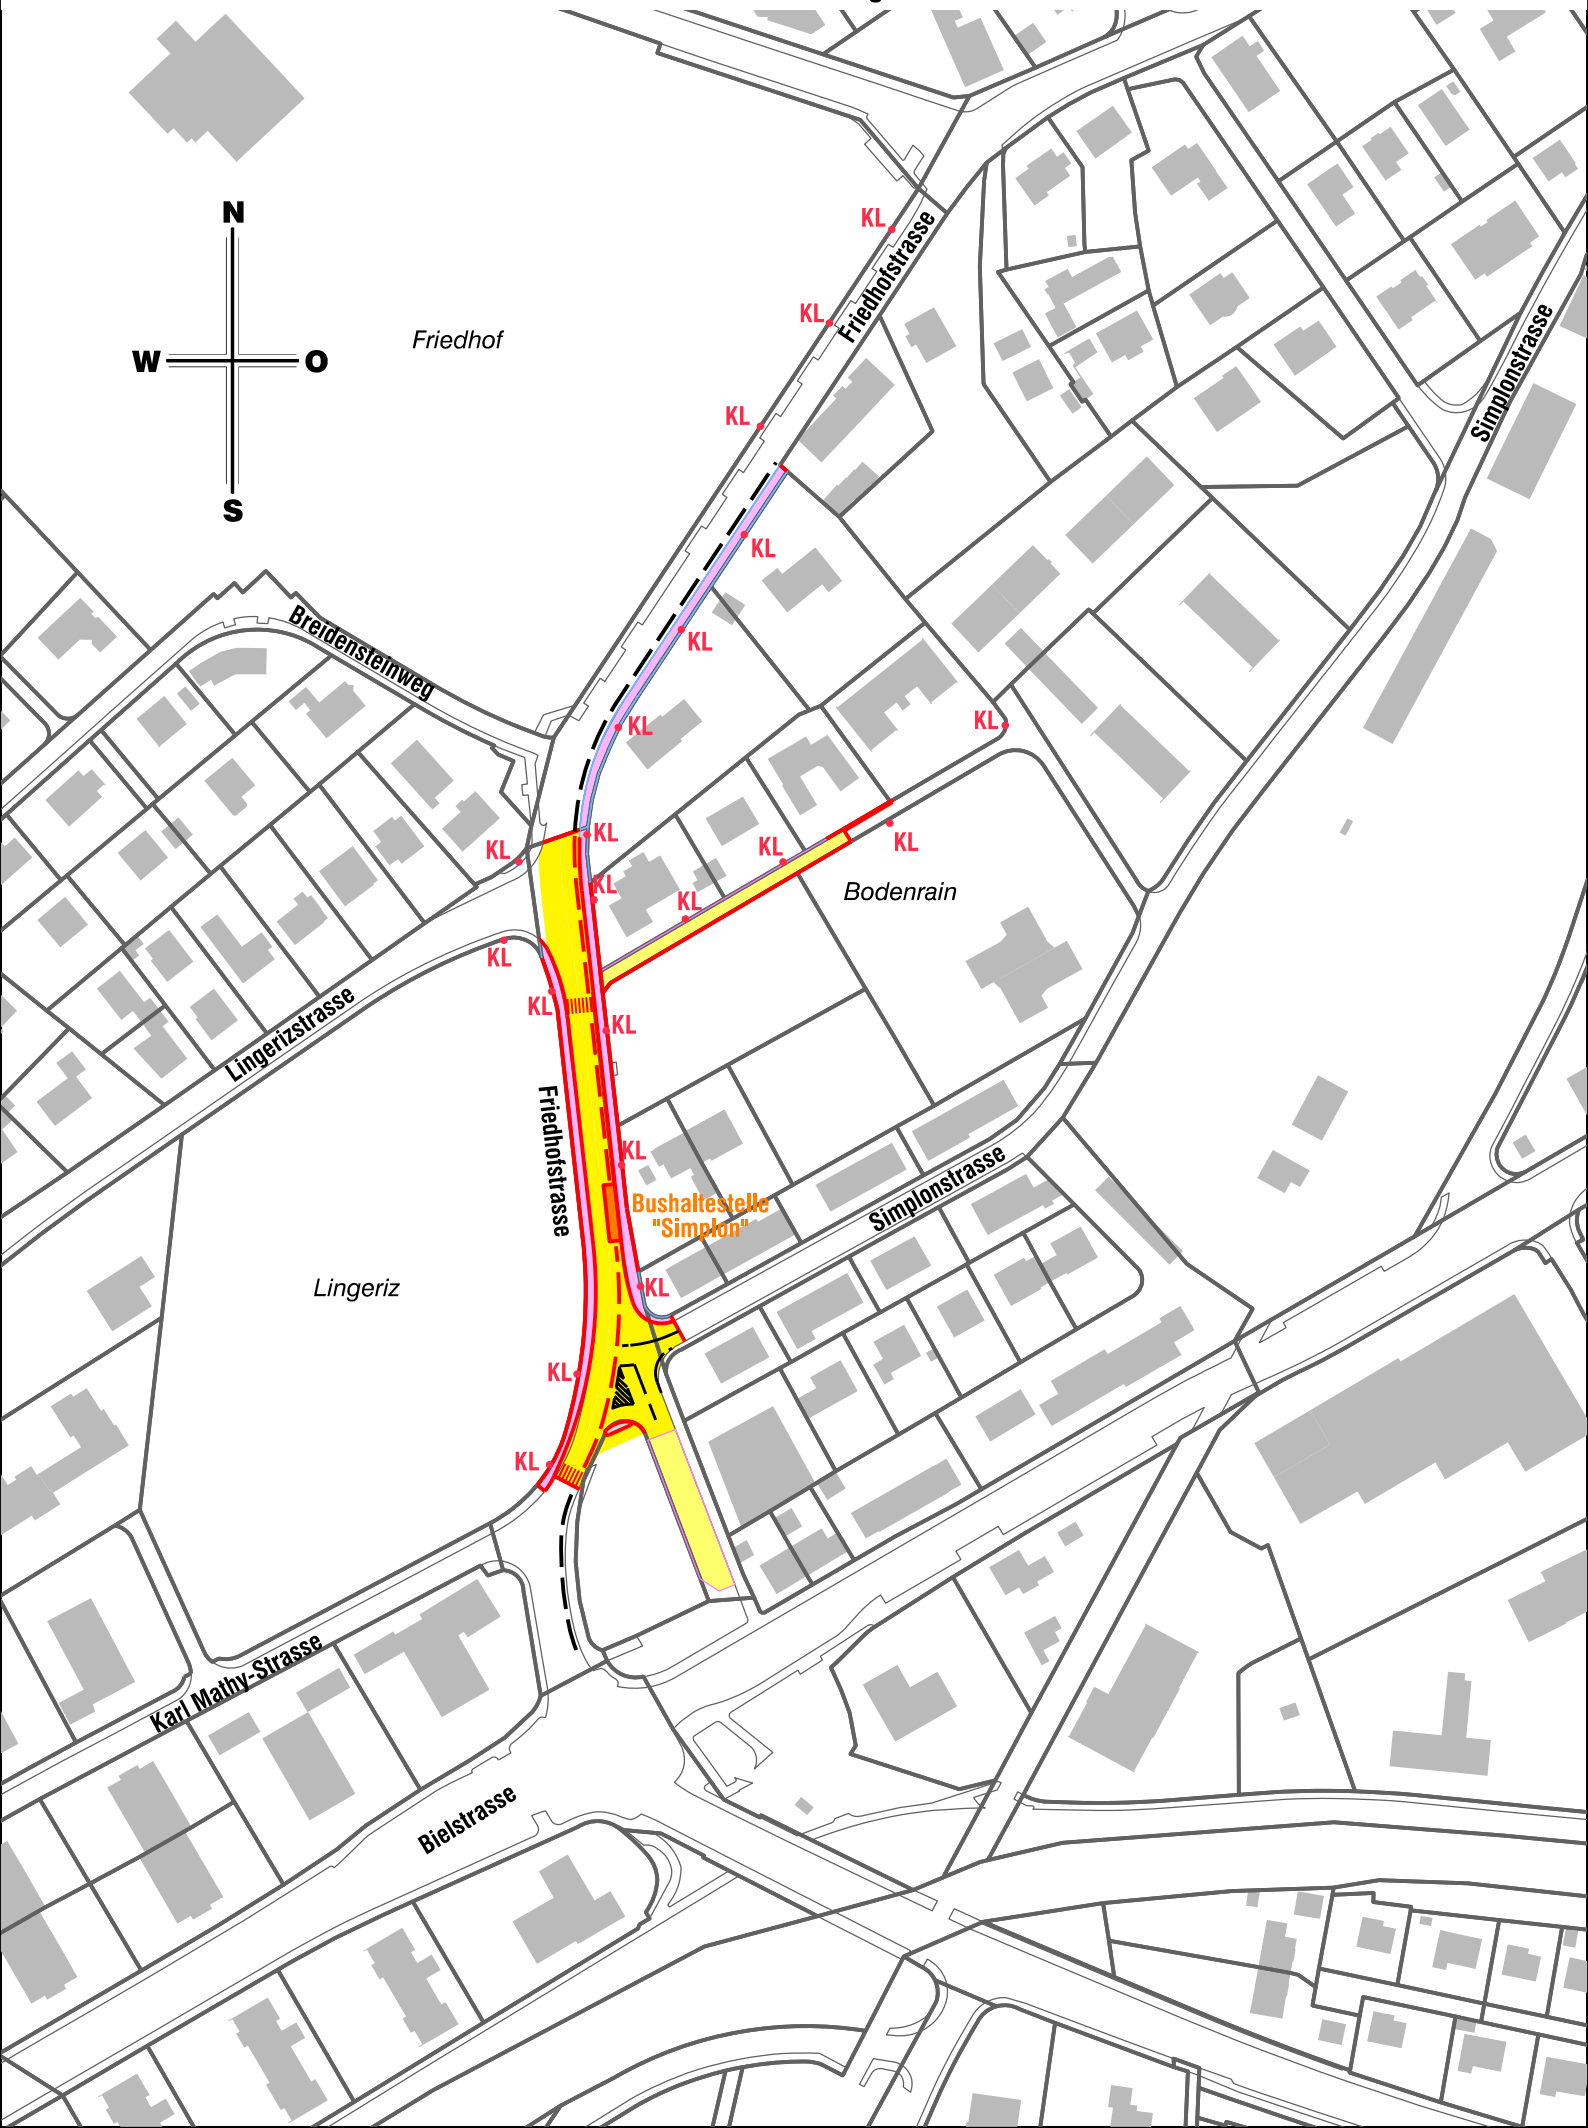 KL
Friedhofstrasse
N
KL
Friedhof
W
O
Simplonstrasse
KL
S
KL
KL
Breidensteinweg
KL
KL
KL
KL
KL
KL
KL
KL
Bodenrain
KL
KL
KL
KL
Lingerizstrasse
Friedhofstrasse
KL
Bushaltestelle
"Simplon"
Simplonstrasse
Lingeriz
KL
KL
KL
Karl Mathy-Strasse
Bielstrasse